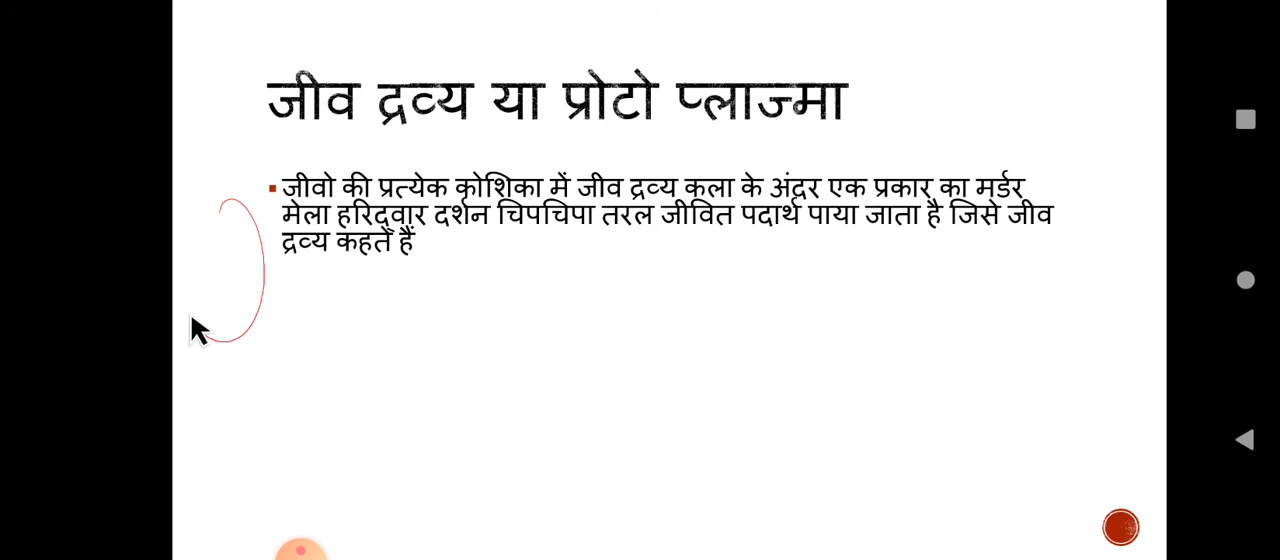 जीव द्रव्य या प्रोटो प्लाज्मा
जीवो की प्रत्येक कोशिका में जीव द्रव्य कला के अंदर एक प्रकार का मर्डर
मेला हरिद्वार दर्शन चिपचिपा तरल जीवित पदार्थ पाया जाता है जिसे जीव
द्रव्य कहते हैं